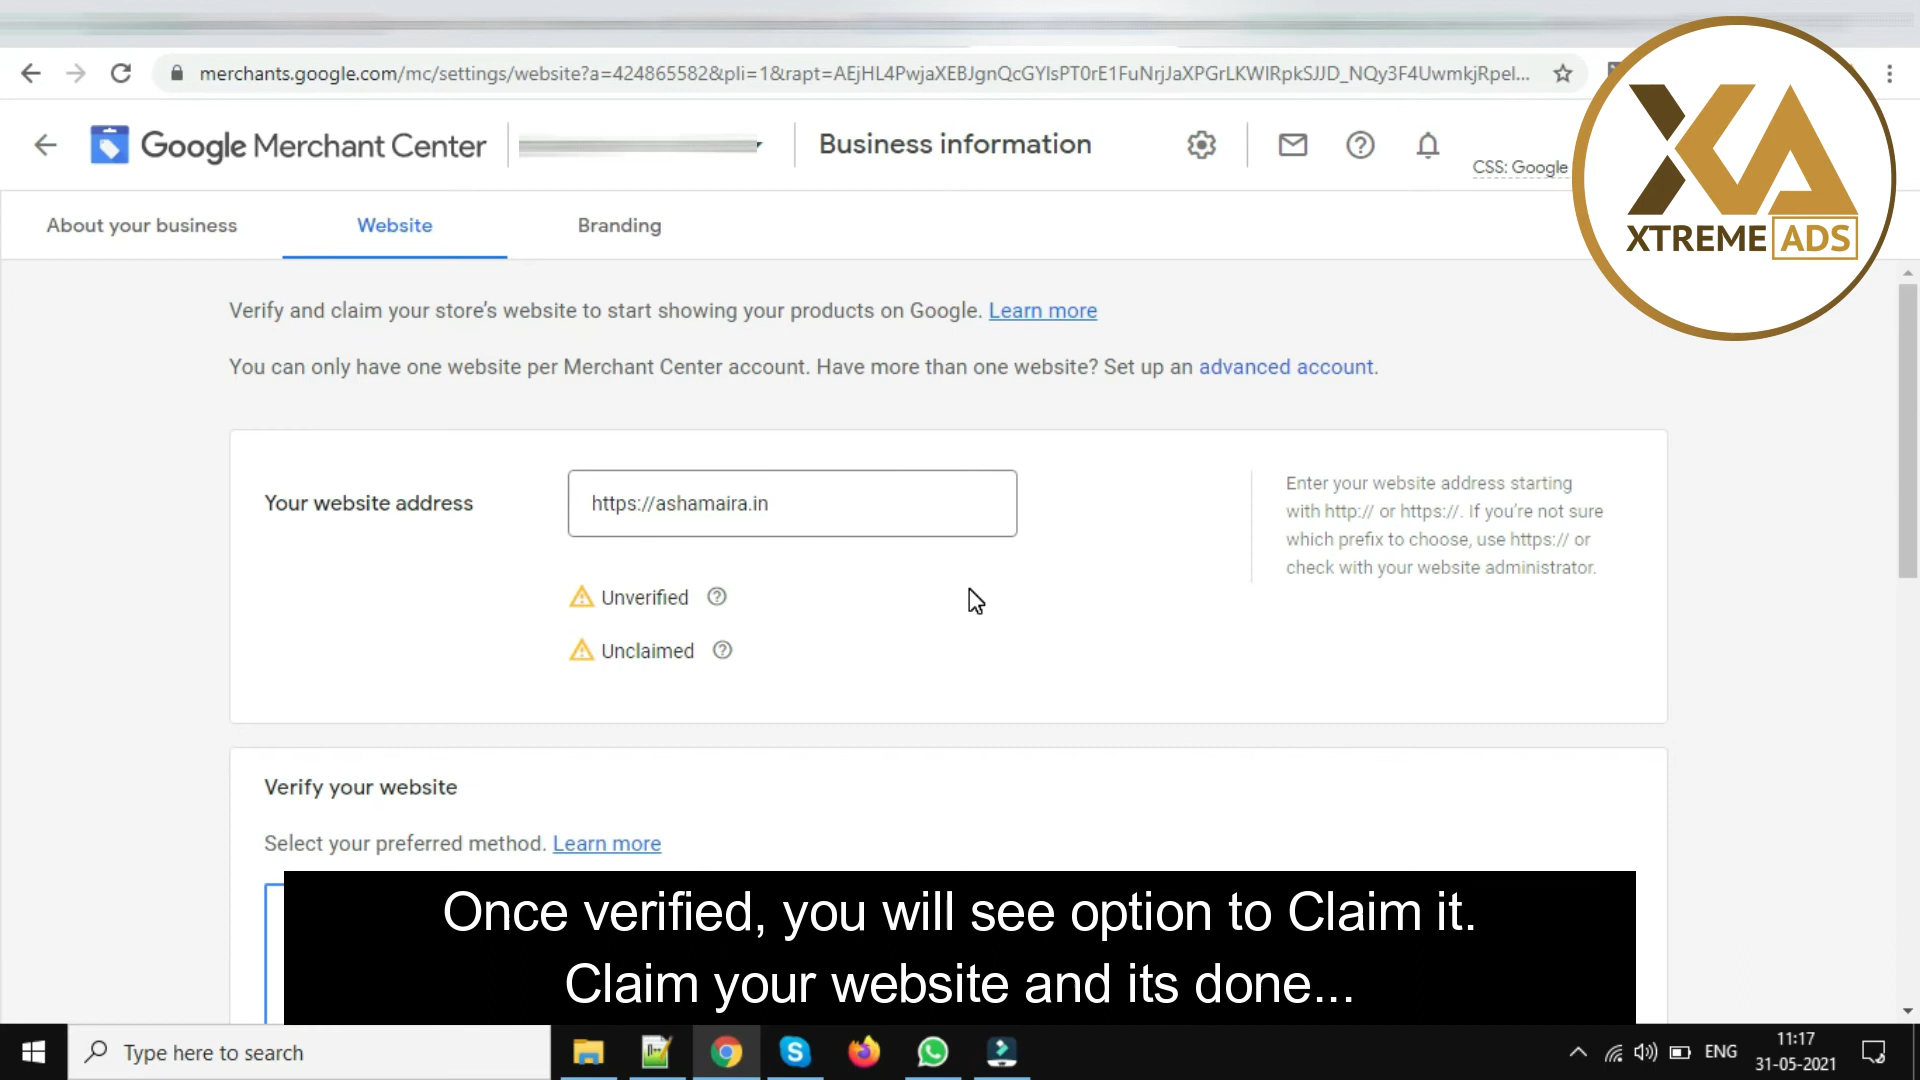 merchants.google.com/mc/settings/website?a=424865582&pli=1&rapt=AEjHL4PwjaXEBJgnQcGYIsPT0rE1FuNrjJaXPGrLKWIRpkSJJD_NQy3F4UwmkjRpel...
Google Merchant Center
Business information
CSS: Google
XA
XTREME ADS
About your business
Website
Branding
Verify and claim your store's website to start showing your products on Google. Learn more
You can only have one website per Merchant Center account. Have more than one website? Set up an advanced account.
Your website address
https://ashamaira.in
Enter your website address starting
with http:// or https://. If you're not sure
which prefix to choose, use https:// or
check with your website administrator.
Unverified
Unclaimed
Verify your website
Select your preferred method. Learn more
Once verified, you will see option to Claim it.
Claim your website and its done...
Type here to search
ENG
11:17
31-05-2021